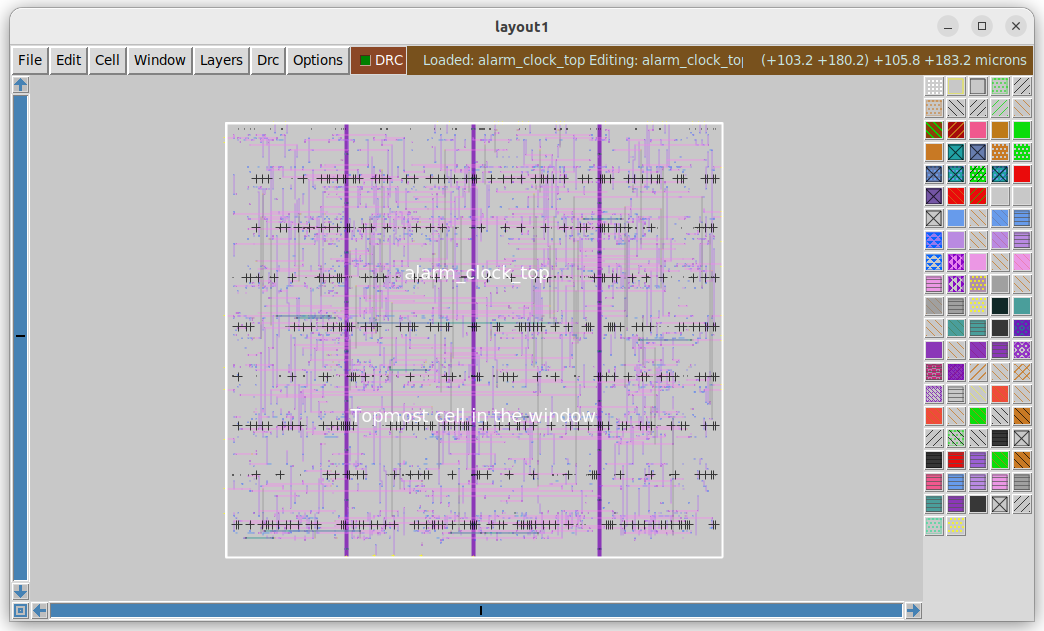 layout1
File Edit Cell Window Layers Drc Options DRC Loaded: alarm_clock_top Editing: alarm_clock_to (+103.2 +180.2) +105.8 +183.2 microns
alarm_clock_top
Topmost cell in the window